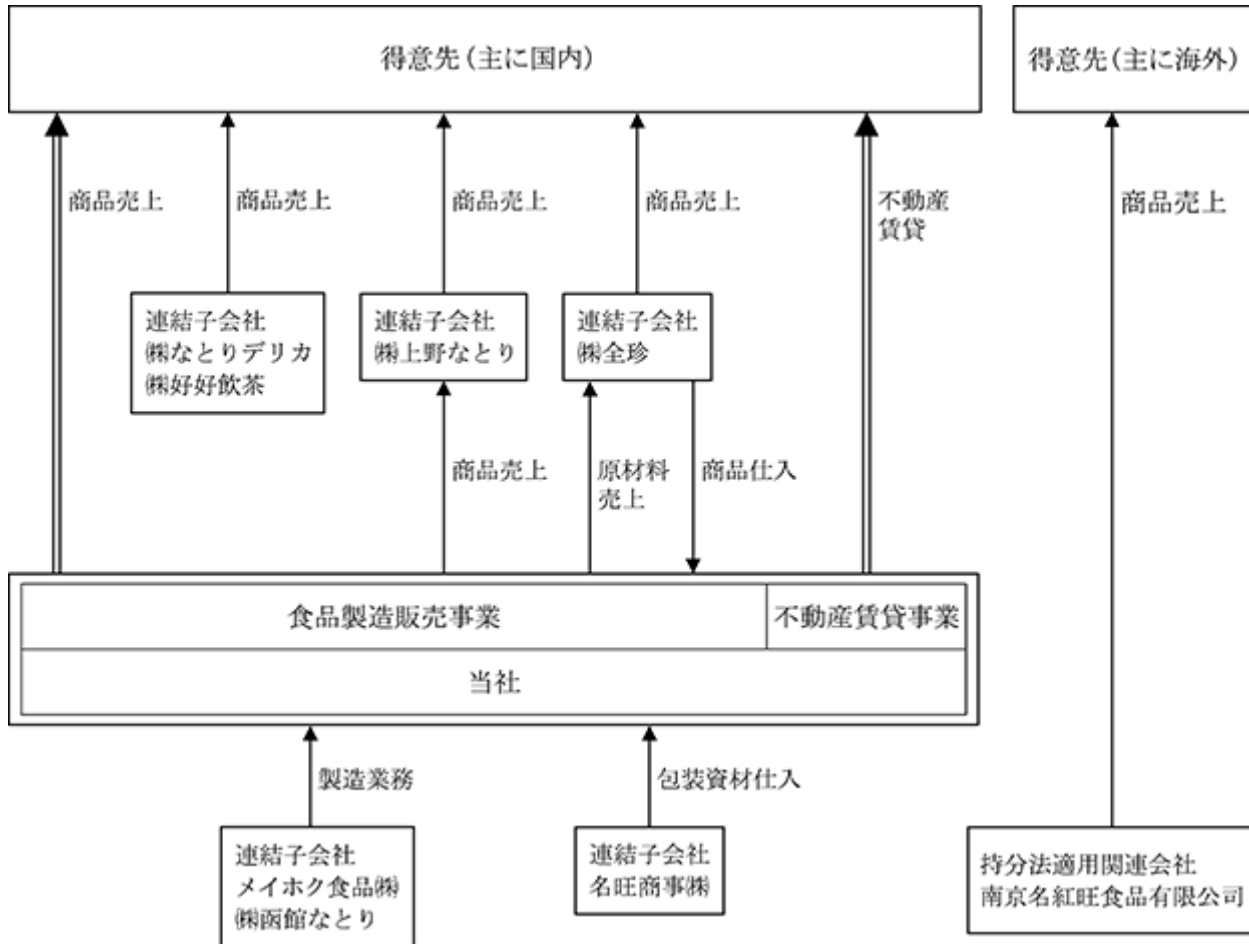 得意先(主に国内)
得意先(主に海外)
商品売上
商品売上
商品売上
商品売上
不動産
賃貸
商品売上
連結子会社
㈱なとりデリカ
㈱好好飲茶
連結子会社
㈱上野なとり
連結子会社
㈱全珍
商品売上
原材料
売上
商品仕入
食品製造販売事業
不動産賃貸事業
当社
製造業務
包装資材仕入
連結子会社
メイホク食品㈱
㈱函館なとり
連結子会社
名旺商事㈱
持分法適用関連会社
南京名紅旺食品有限公司